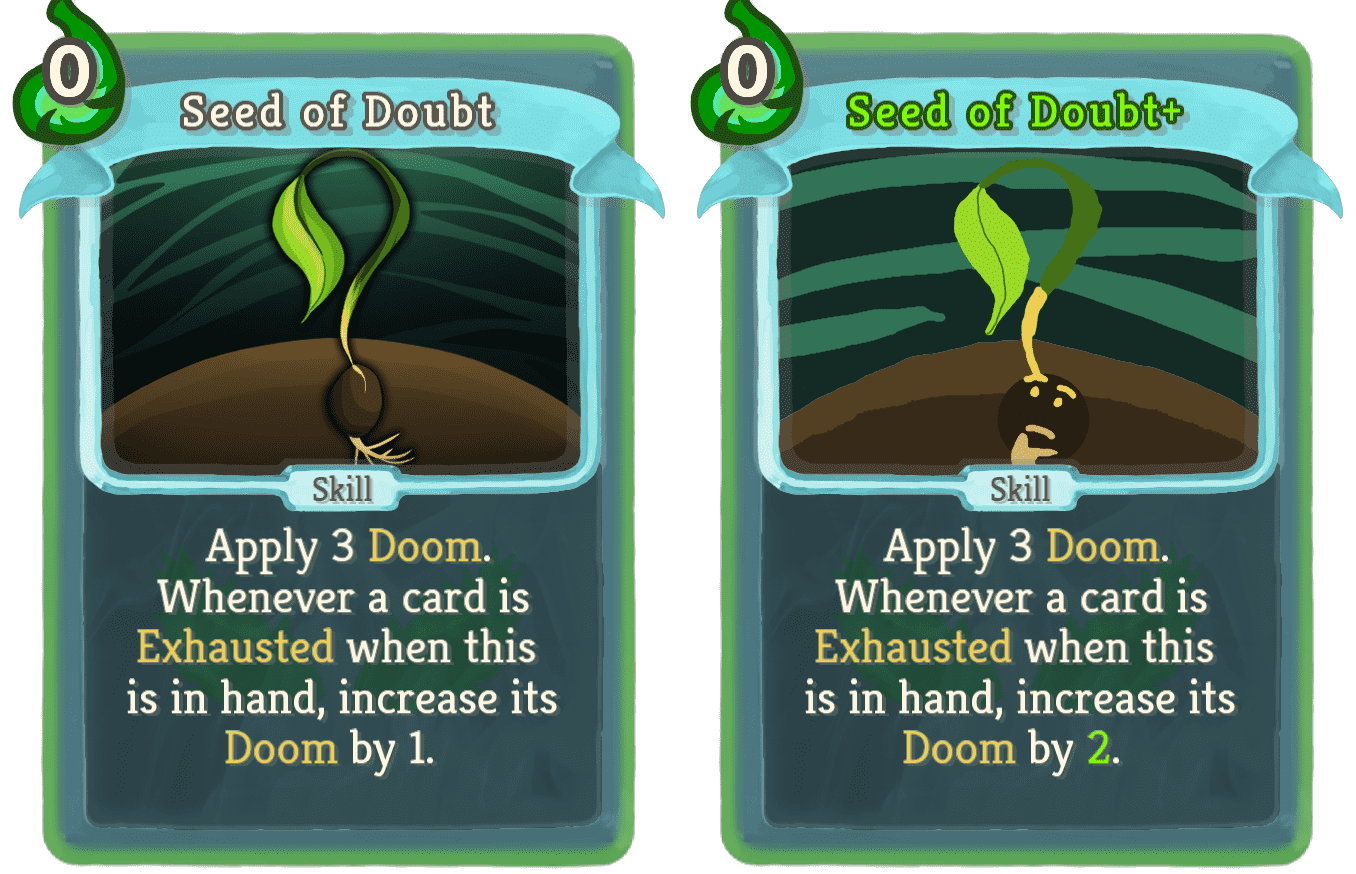 0
Seed of Doubt
Skill
Apply 3 Doom.
Whenever a card is
Exhausted when this
is in hand, increase its
Doom by 1.
0
Seed of Doubt+
Skill
Apply 3 Doom.
Whenever a card is
Exhausted when this
is in hand, increase its
Doom by 2.